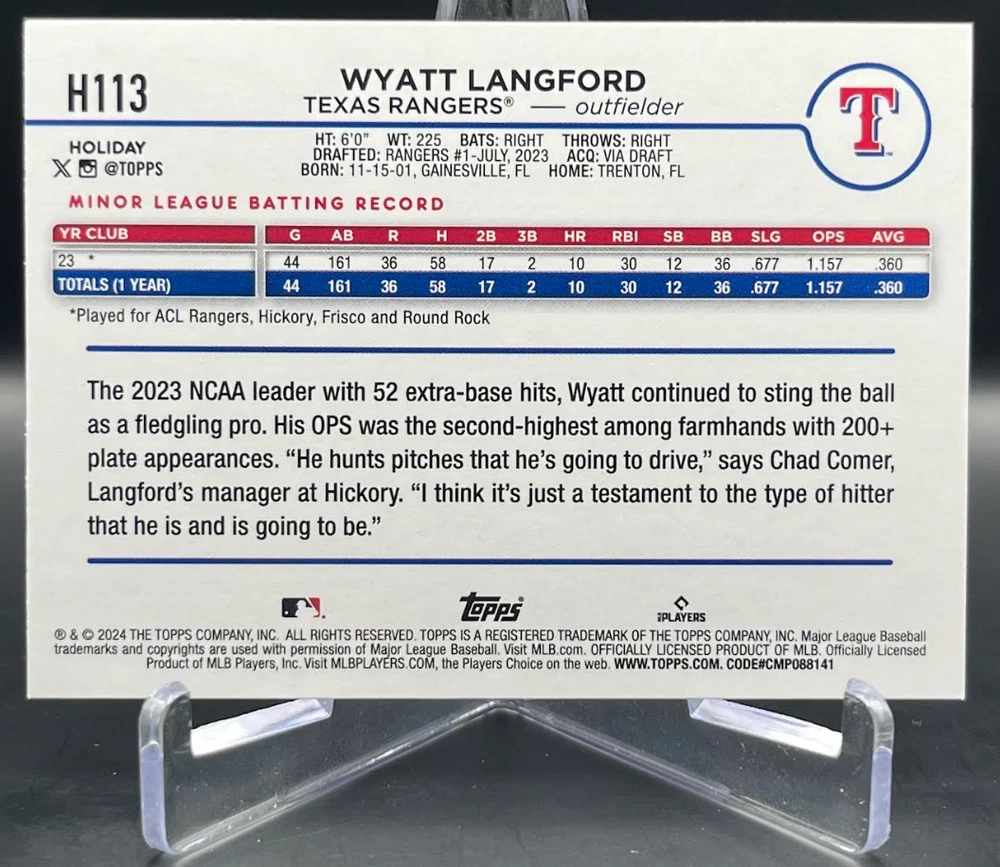 H113
WYATT LANGFORD
TEXAS RANGERS® — outfielder
T
HOLIDAY
X @TOPPS
HT: 6'0" WT: 225 BATS: RIGHT THROWS: RIGHT
DRAFTED: RANGERS #1-JULY, 2023 ACQ: VIA DRAFT
BORN: 11-15-01, GAINESVILLE, FL HOME: TRENTON, FL
MINOR LEAGUE BATTING RECORD
YR CLUB G AB R H 2B 3B HR RBI SB BB SLG OPS AVG
23 * 44 161 36 58 17 2 10 30 12 36 .677 1.157 .360
TOTALS (1 YEAR) 44 161 36 58 17 2 10 30 12 36 .677 1.157 .360
*Played for ACL Rangers, Hickory, Frisco and Round Rock
The 2023 NCAA leader with 52 extra-base hits, Wyatt continued to sting the ball
as a fledgling pro. His OPS was the second-highest among farmhands with 200+
plate appearances. “He hunts pitches that he’s going to drive,” says Chad Comer,
Langford’s manager at Hickory. “I think it’s just a testament to the type of hitter
that he is and is going to be.”
Topps®
PLAYERS
® & © 2024 THE TOPPS COMPANY, INC. ALL RIGHTS RESERVED. TOPPS IS A REGISTERED TRADEMARK OF THE TOPPS COMPANY, INC. Major League Baseball
trademarks and copyrights are used with permission of Major League Baseball. Visit MLB.com. OFFICIALLY LICENSED PRODUCT OF MLB. Officially Licensed
Product of MLB Players, Inc. Visit MLBPLAYERS.COM, the Players Choice on the web. WWW.TOPPS.COM. CODE#CMP088141